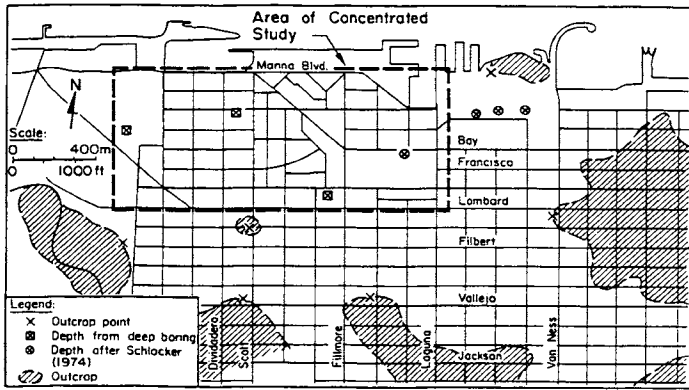 Area of Concentrated
Study
Marina Blvd.
N
Scale:
0 400m
0 1000 ft
Bay
Francisco
Lombard
Filbert
Vallejo
Jackson
Dividadero
Scott
Fillmore
Laguna
Van Ness
Legend:
Outcrop point
Depth from deep boring
Depth after Schlocker
(1974)
Outcrop